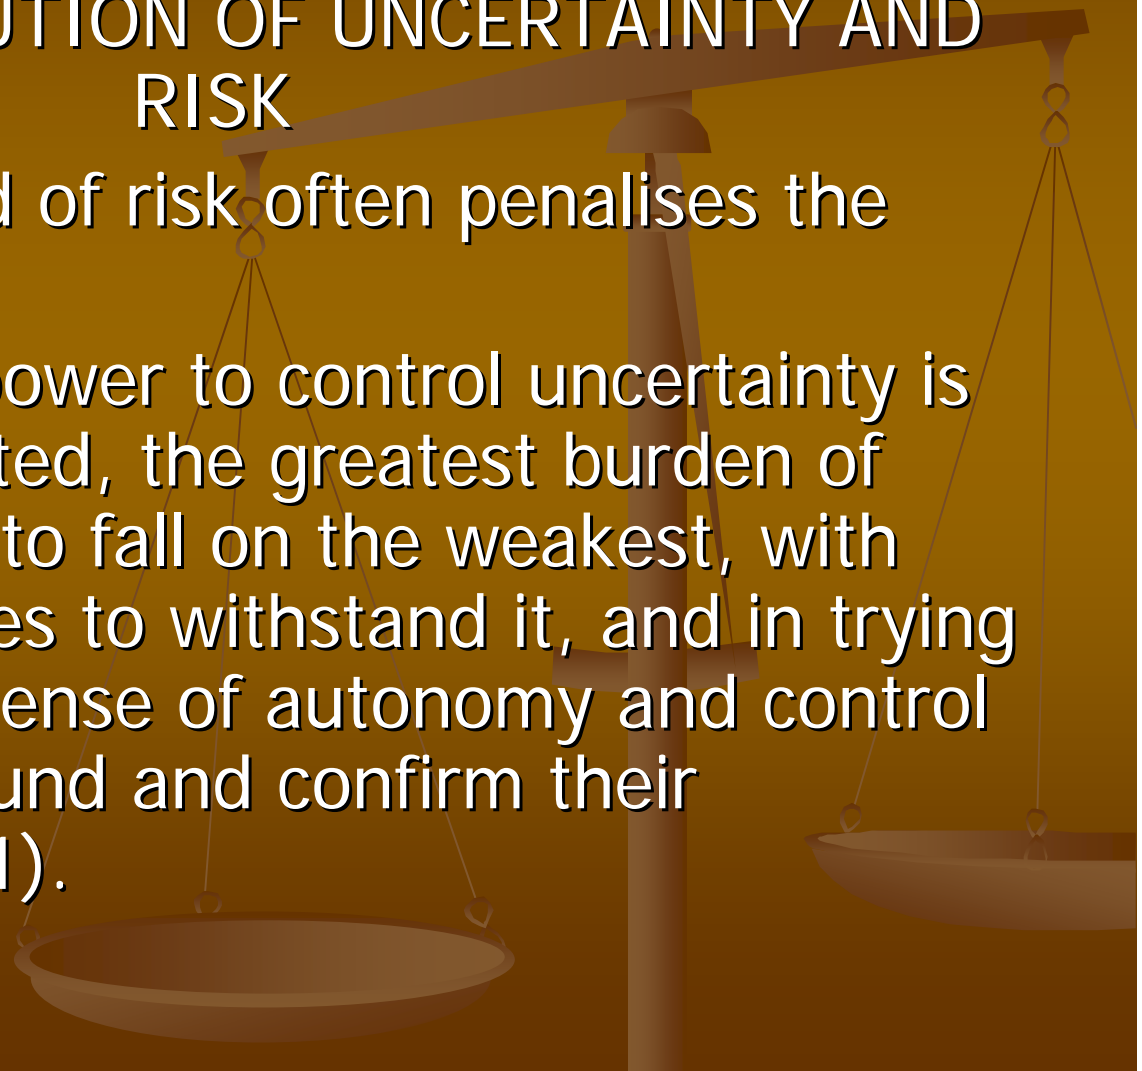 UTION OF UNCERTAINTY AND
RISK
d of risk often penalises the
power to control uncertainty is
ted, the greatest burden of
to fall on the weakest, with
es to withstand it, and in trying
ense of autonomy and control
und and confirm their
).